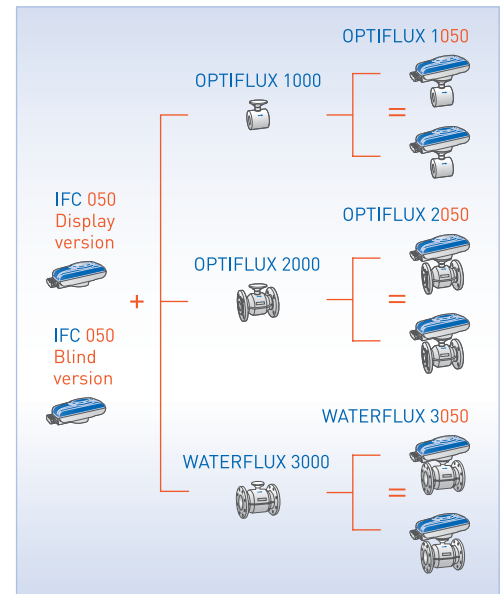 OPTIFLUX 1050
OPTIFLUX 1000
=
IFC 050
Display
version
OPTIFLUX 2050
OPTIFLUX 2000
+
=
IFC 050
Blind
version
WATERFLUX 3050
WATERFLUX 3000
=